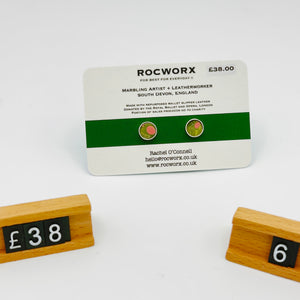 ROCWORX
£38.00
FOR BEST FOR EVERYDAY
MARBLING ARTIST + LEATHERWORKER
SOUTH DEVON, ENGLAND
MADE WITH REPURPOSED BALLET SLIPPER LEATHER
DONATED BY THE ROYAL BALLET AND OPERA, LONDON
PORTION OF SALES PROCEEDS GO TO CHARITY
Rachel O'Connell
hello@rocworx.co.uk
www.rocworx.co.uk
£38
6